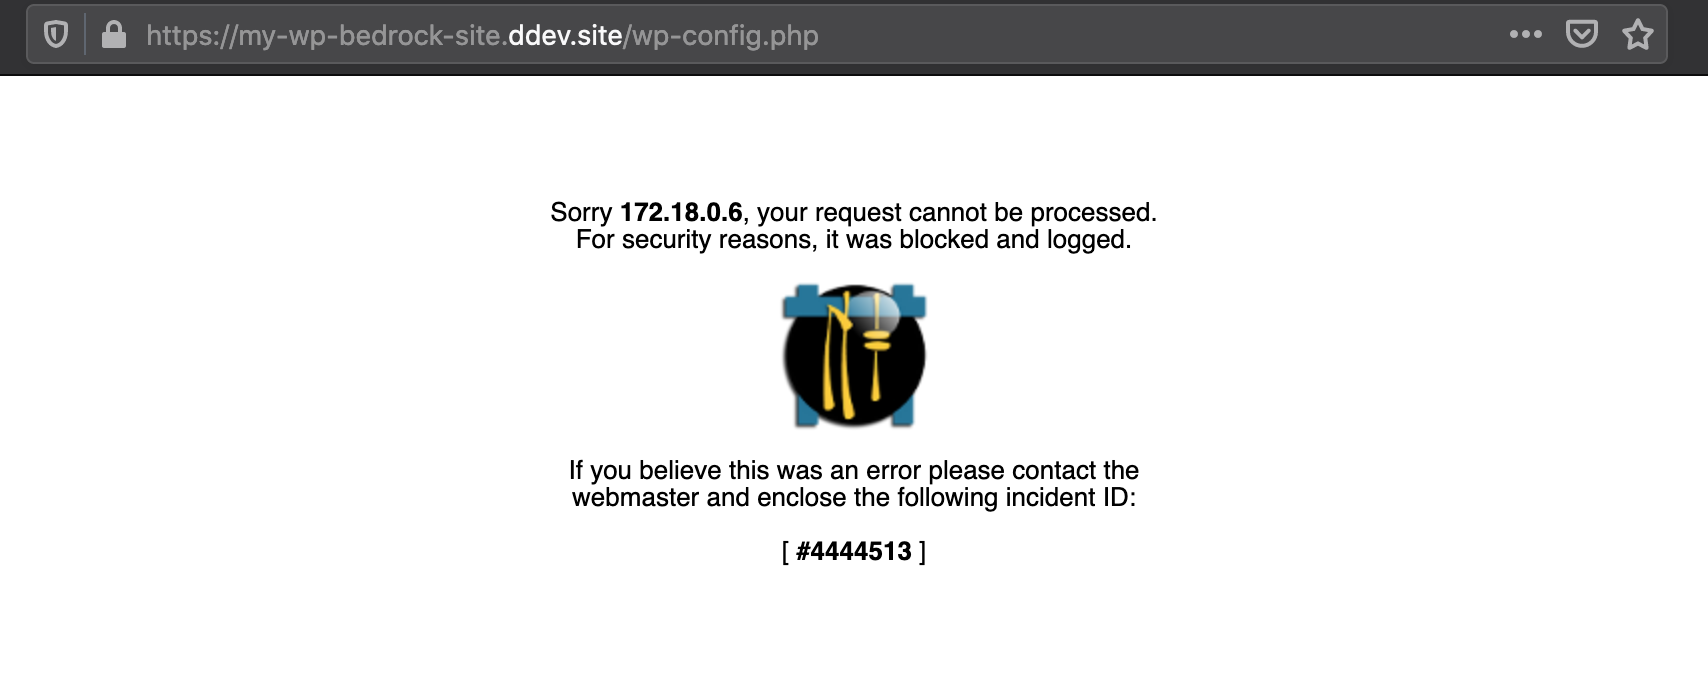 https://my-wp-bedrock-site.ddev.site/wp-config.php
Sorry 172.18.0.6, your request cannot be processed.
For security reasons, it was blocked and logged.
If you believe this was an error please contact the
webmaster and enclose the following incident ID:
[ #4444513 ]